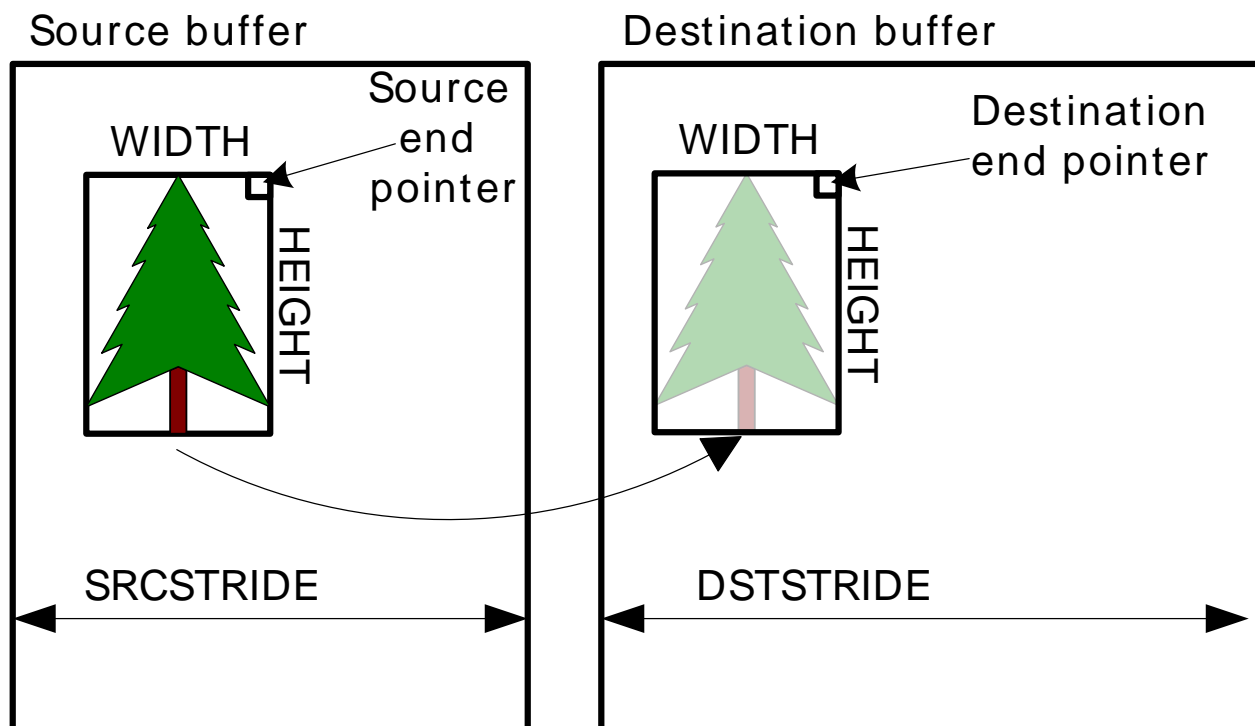 Source buffer
Source
end
pointer
WIDTH
HEIGHT
SRCSTRIDE
Destination buffer
Destination
end pointer
WIDTH
HEIGHT
DSTSTRIDE